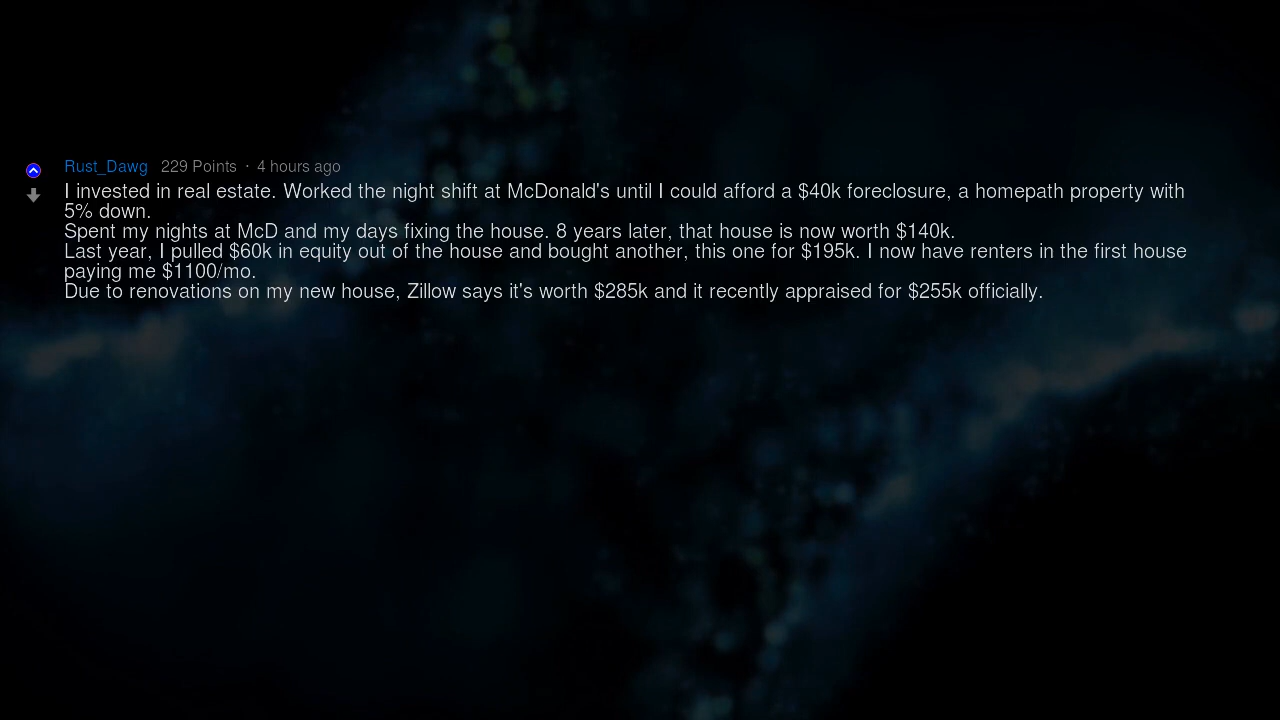 Rust_Dawg 229 Points · 4 hours ago
I invested in real estate. Worked the night shift at McDonald's until I could afford a $40k foreclosure, a homepath property with
5% down.
Spent my nights at McD and my days fixing the house. 8 years later, that house is now worth $140k.
Last year, I pulled $60k in equity out of the house and bought another, this one for $195k. I now have renters in the first house
paying me $1100/mo.
Due to renovations on my new house, Zillow says it's worth $285k and it recently appraised for $255k officially.